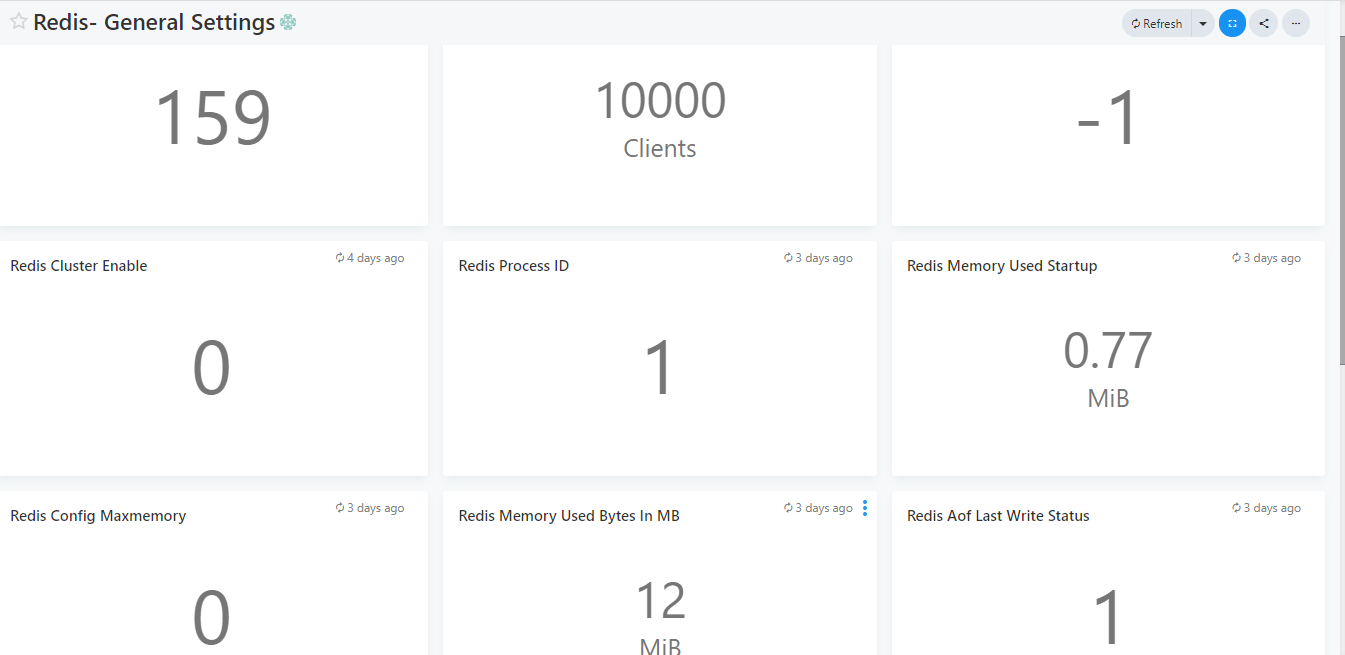 Redis- General Settings
Refresh
159
10000
Clients
-1
Redis Cluster Enable
4 days ago
0
Redis Process ID
3 days ago
1
Redis Memory Used Startup
3 days ago
0.77
MiB
Redis Config Maxmemory
3 days ago
0
Redis Memory Used Bytes In MB
3 days ago
12
MiB
Redis Aof Last Write Status
3 days ago
1